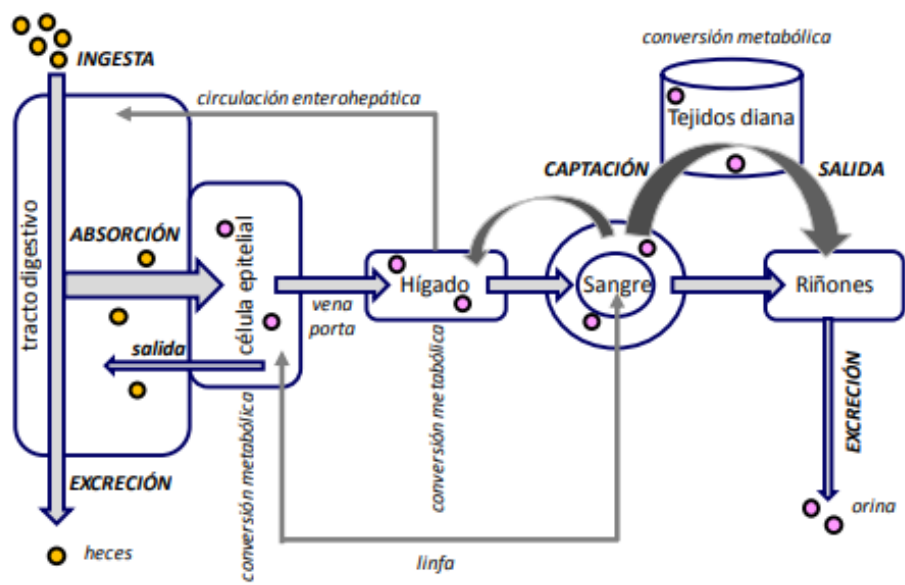 INGESTA
conversión metabólica
circulación enterohepática
Tejidos diana
CAPTACIÓN
SALIDA
tracto digestivo
ABSORCIÓN
célula epitelial
Hígado
Sangre
Riñones
vena
porta
salida
conversión metabólica
conversión metabólica
EXCRECIÓN
EXCRECIÓN
heces
linfa
orina